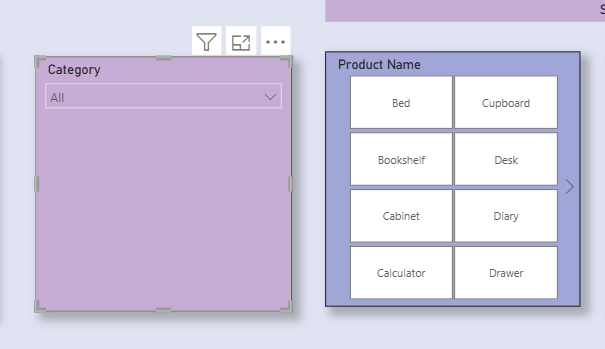 Category
All
Product Name
Bed
Cupboard
Bookshelf
Desk
Cabinet
Diary
Calculator
Drawer